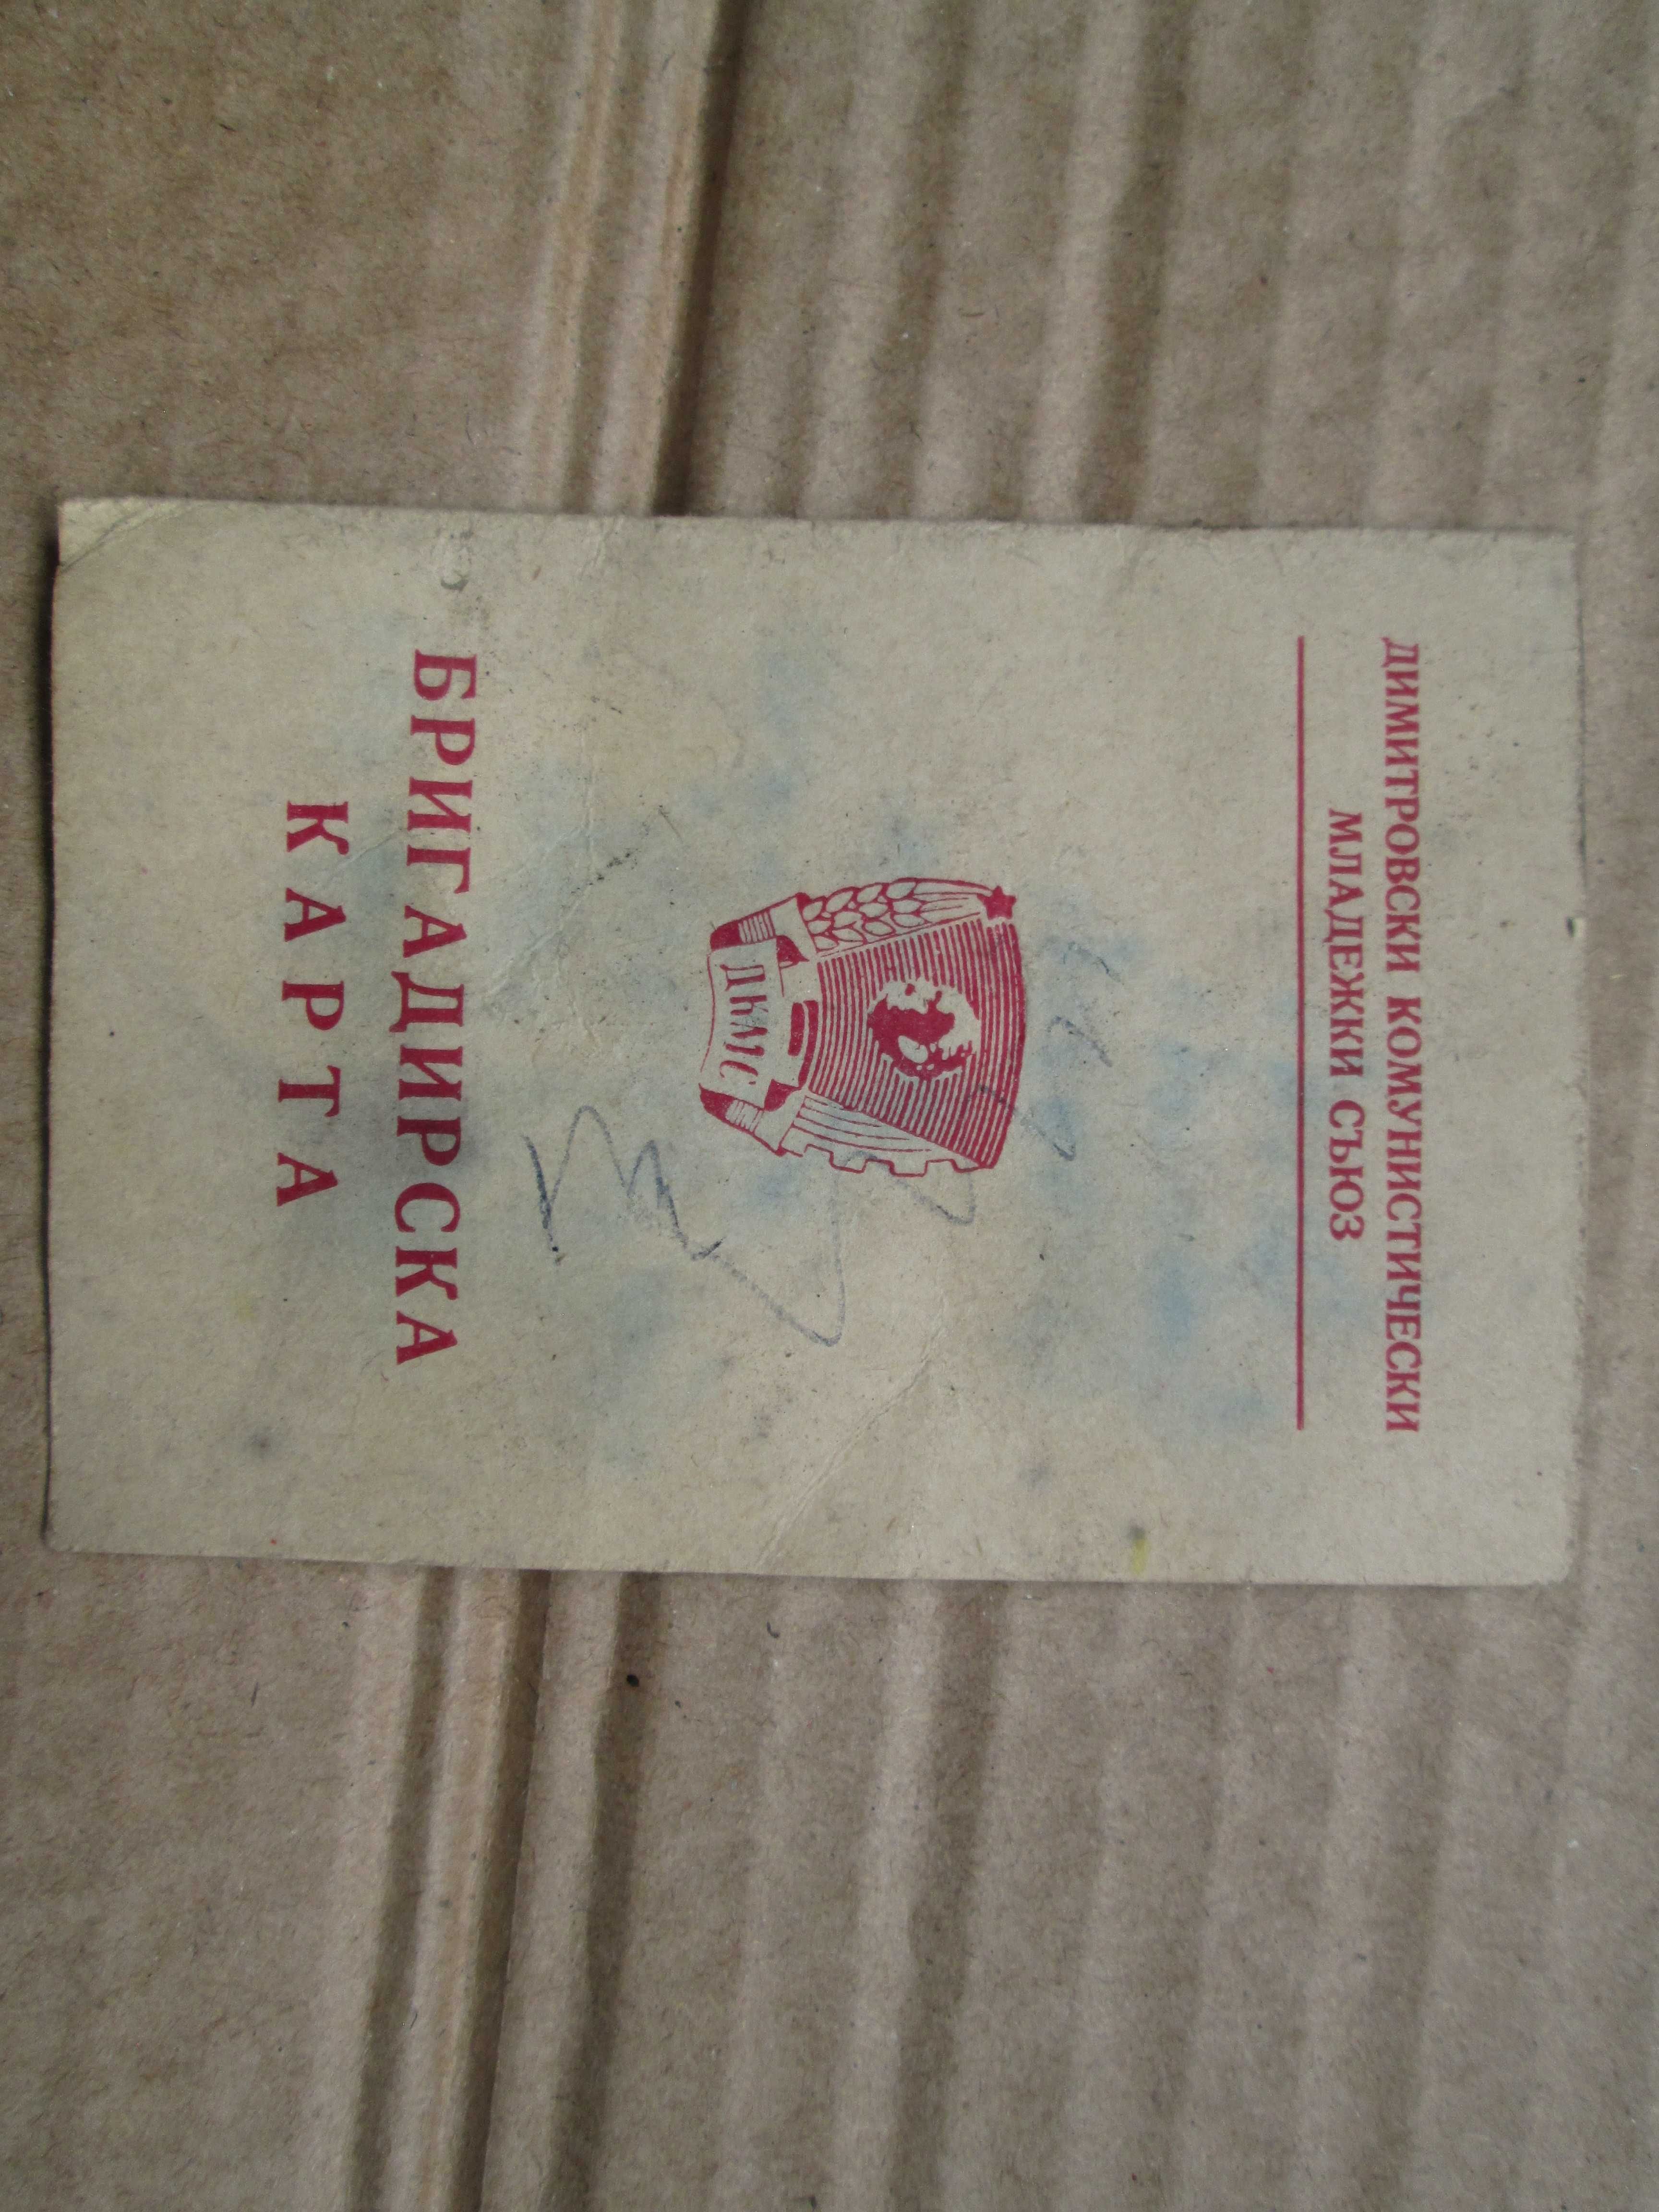 ДИМИТРОВСКИ КОМУНИСТИЧЕСКИ
МЛАДЕЖКИ СЪЮЗ
ДКМС
БРИГАДИРСКА
КАРТА